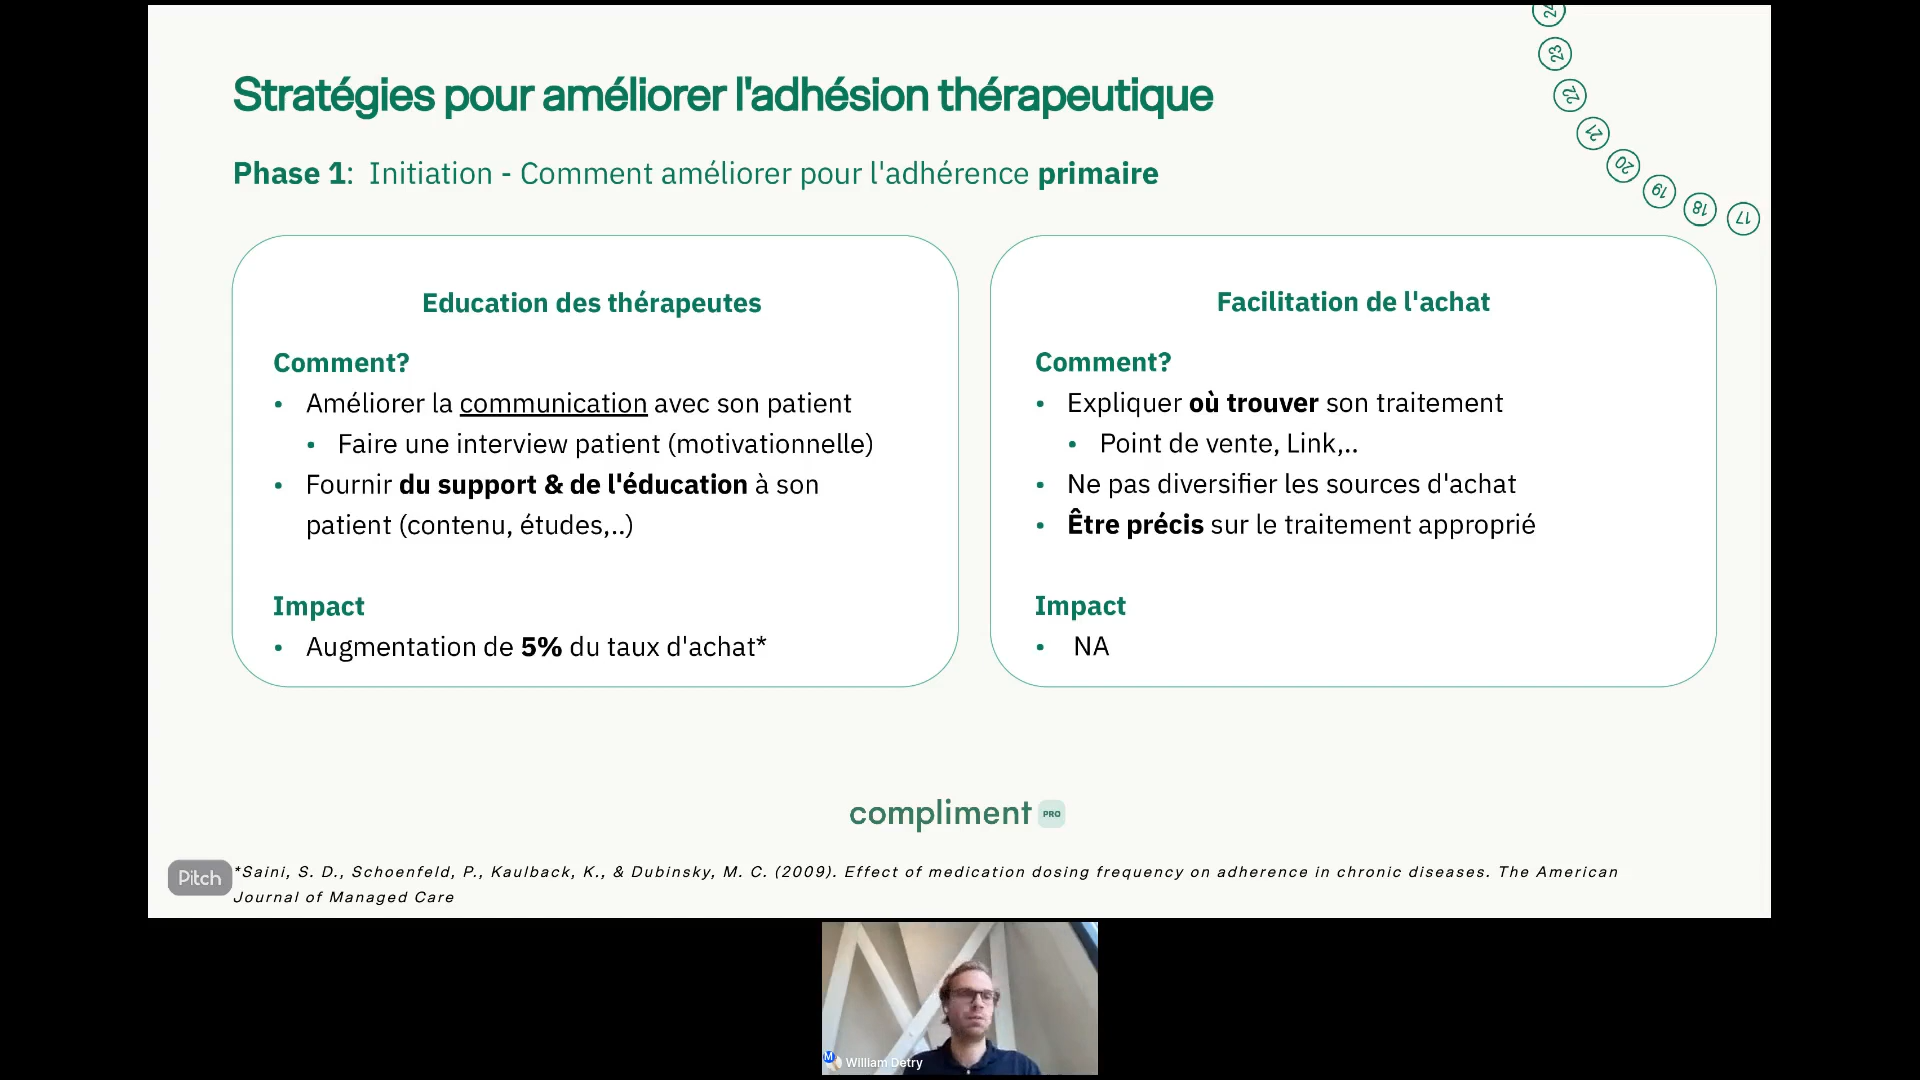 24
23
22
21
20
19
18
17
Stratégies pour améliorer l'adhésion thérapeutique
Phase 1: Initiation - Comment améliorer pour l'adhérence primaire
Education des thérapeutes
Comment?
• Améliorer la communication avec son patient
• Faire une interview patient (motivationnelle)
• Fournir du support & de l'éducation à son
patient (contenu, études,..)
Impact
• Augmentation de 5% du taux d'achat*
Facilitation de l'achat
Comment?
• Expliquer où trouver son traitement
• Point de vente, Link,..
• Ne pas diversifier les sources d'achat
• Être précis sur le traitement approprié
Impact
• NA
compliment PRO
Pitch
*Saini, S. D., Schoenfeld, P., Kaulback, K., & Dubinsky, M. C. (2009). Effect of medication dosing frequency on adherence in chronic diseases. The American
Journal of Managed Care
M William Detry